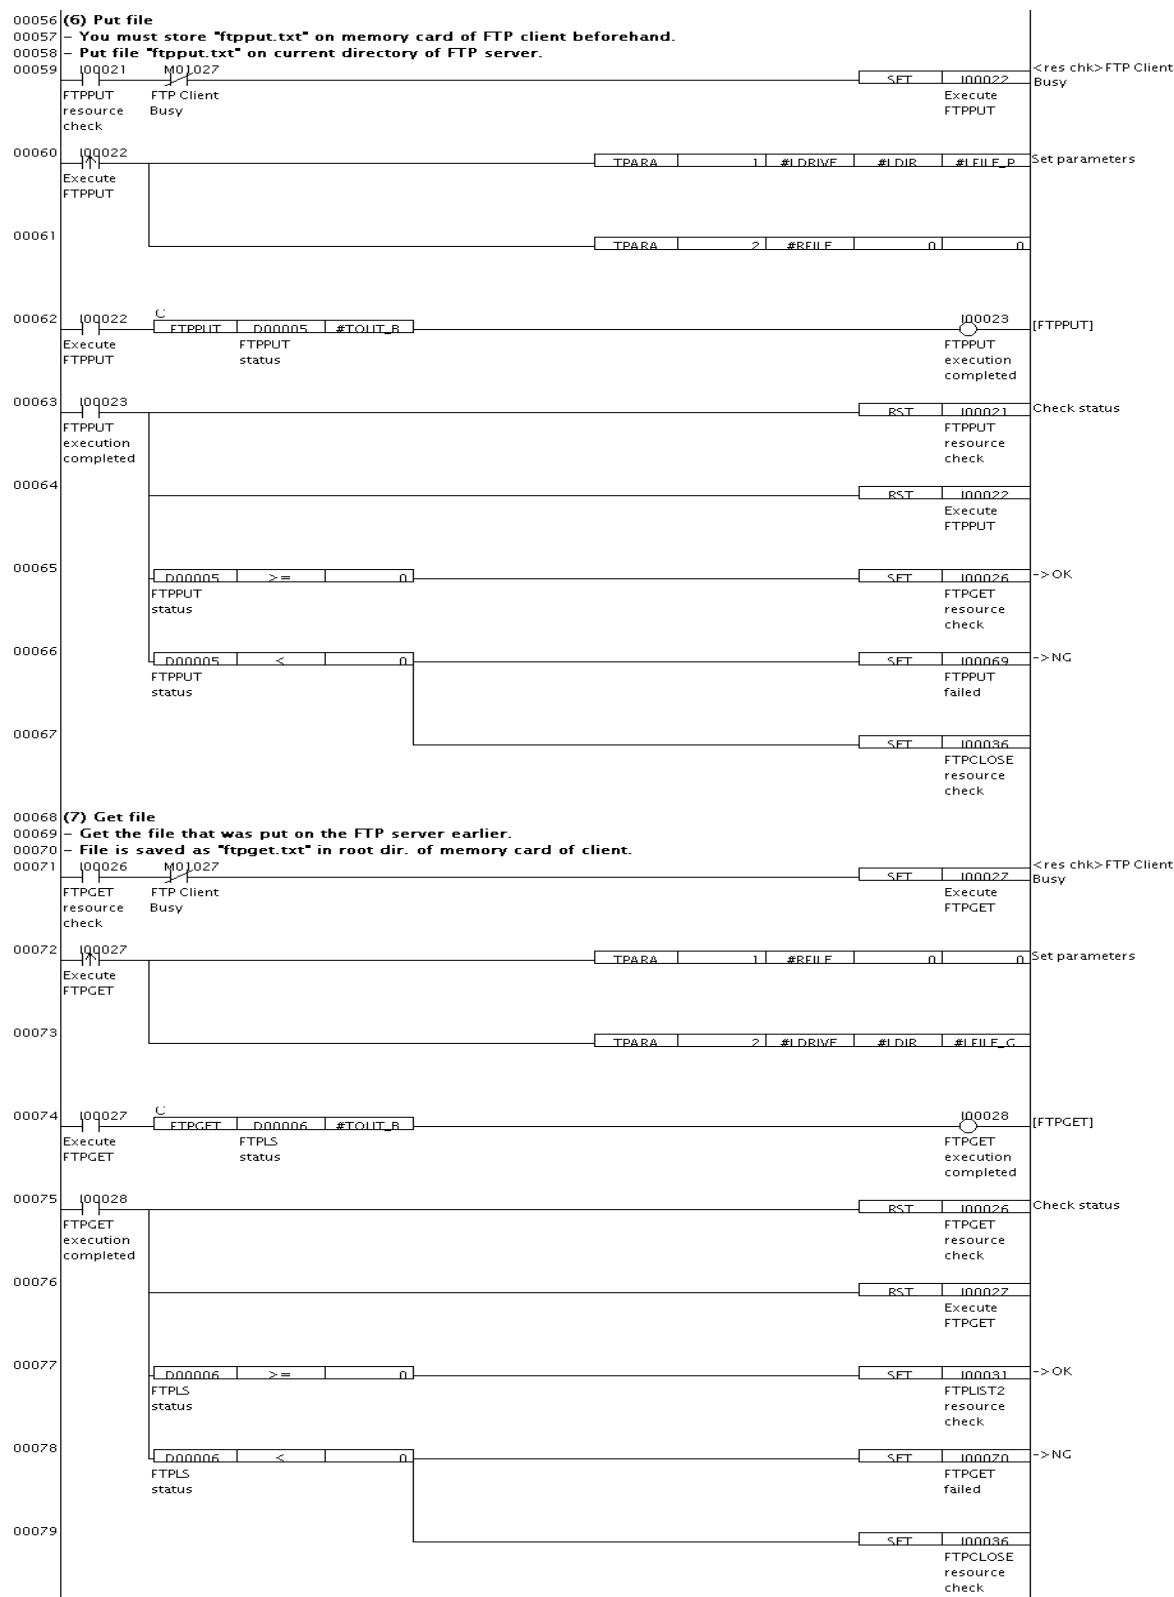 00056 (6) Put file
00057 - You must store "ftpput.txt" on memory card of FTP client beforehand.
00058 - Put file "ftpput.txt" on current directory of FTP server.
00059 I00021 M01027 SET I00022 <res chk>FTP Client
FTPPUT FTP Client Execute Busy
resource Busy FTPPUT
check
00060 I00022 TPARA 1 #LDRIVE #LDIR #LFILE_P Set parameters
Execute
FTPPUT
00061 TPARA 2 #RFILE 0 0
C
00062 I00022 FTPPUT D00005 #TOUT_B I00023 [FTPPUT]
Execute FTPPUT FTPPUT
FTPPUT status execution
completed
00063 I00023 RST I00021 Check status
FTPPUT FTPPUT
execution resource
completed check
00064 RST I00022
Execute
FTPPUT
00065 D00005 >= 0 SET I00026 ->OK
FTPPUT FTPGET
status resource
check
00066 D00005 < 0 SET I00069 ->NG
FTPPUT FTPPUT
status failed
00067 SET I00036
FTPCLOSE
resource
check
00068 (7) Get file
00069 - Get the file that was put on the FTP server earlier.
00070 - File is saved as "ftpget.txt" in root dir. of memory card of client.
00071 I00026 M01027 SET I00027 <res chk>FTP Client
FTPGET FTP Client Execute Busy
resource Busy FTPGET
check
00072 I00027 TPARA 1 #RFILE 0 0 Set parameters
Execute
FTPGET
00073 TPARA 2 #LDRIVE #LDIR #LFILE_G
C
00074 I00027 FTPGET D00006 #TOUT_B I00028 [FTPGET]
Execute FTPLS FTPGET
FTPGET status execution
completed
00075 I00028 RST I00026 Check status
FTPGET FTPGET
execution resource
completed check
00076 RST I00027
Execute
FTPGET
00077 D00006 >= 0 SET I00031 ->OK
FTPLS FTPLIST2
status resource
check
00078 D00006 < 0 SET I00070 ->NG
FTPLS FTPGET
status failed
00079 SET I00036
FTPCLOSE
resource
check